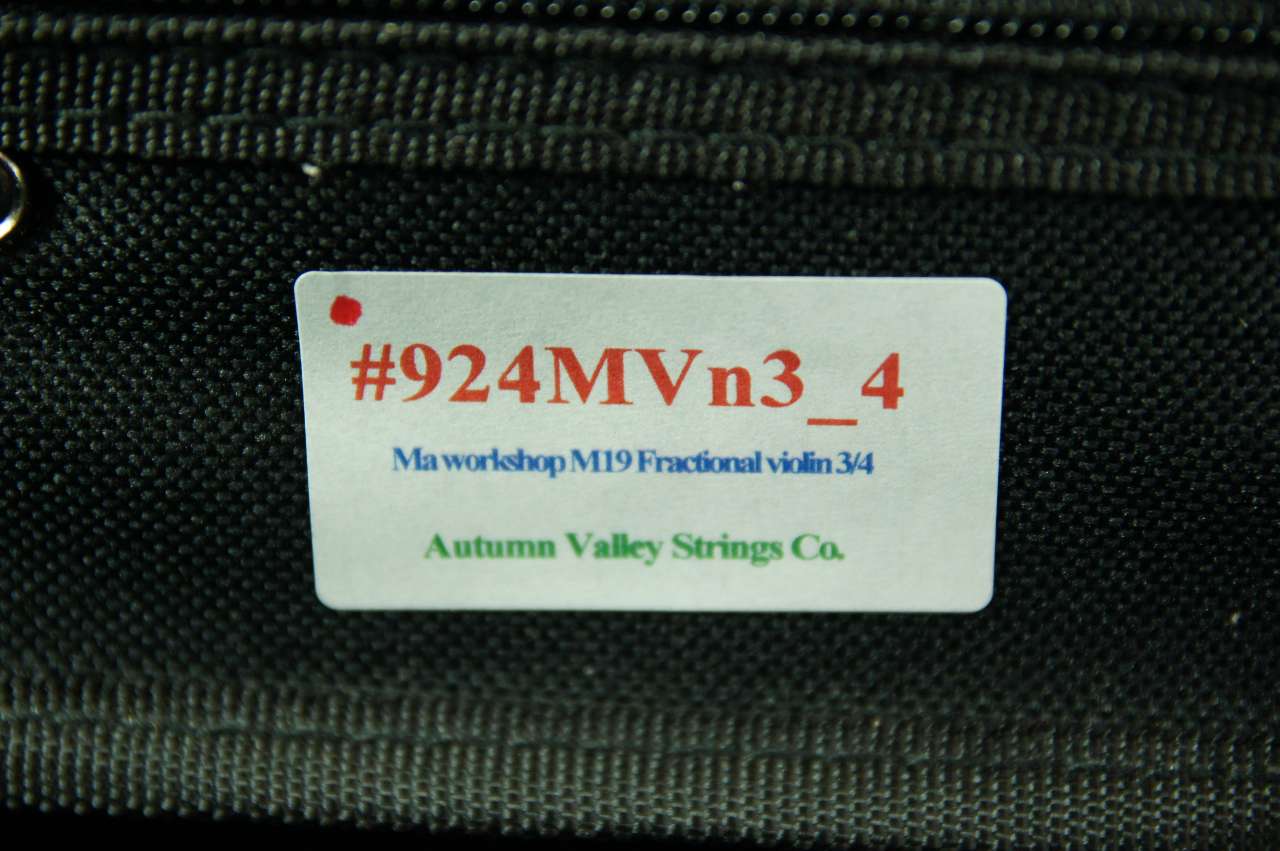 #924MVn3_4
Ma workshop M19 Fractional violin 3/4
Autumn Valley Strings Co.